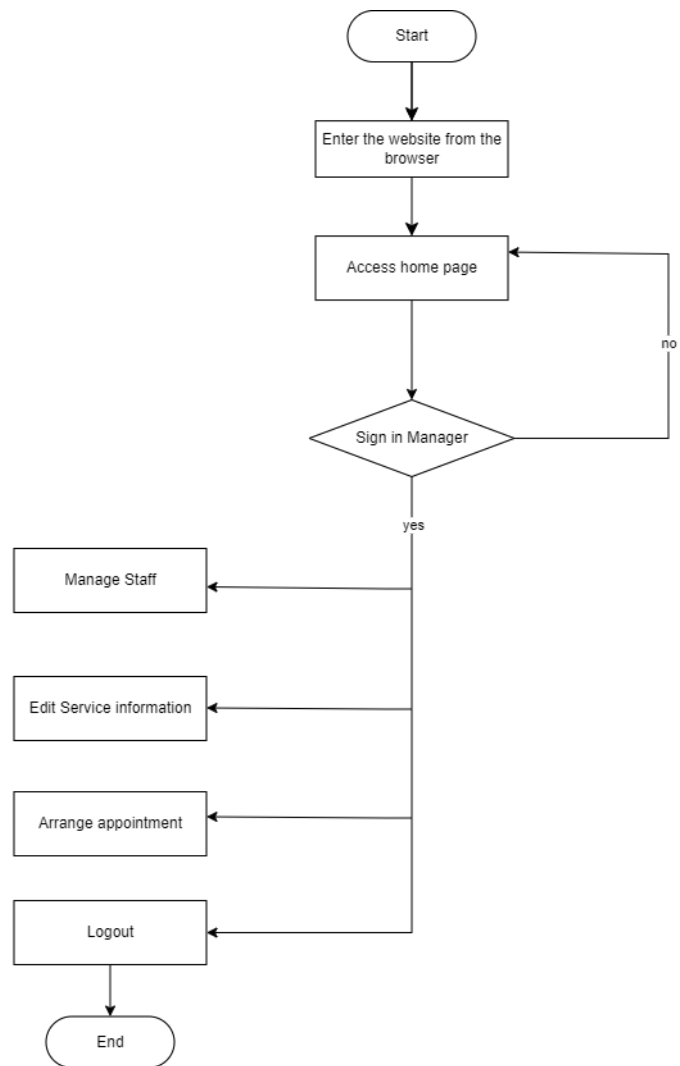 Start
Enter the website from the
browser
Access home page
no
Sign in Manager
yes
Manage Staff
Edit Service information
Arrange appointment
Logout
End